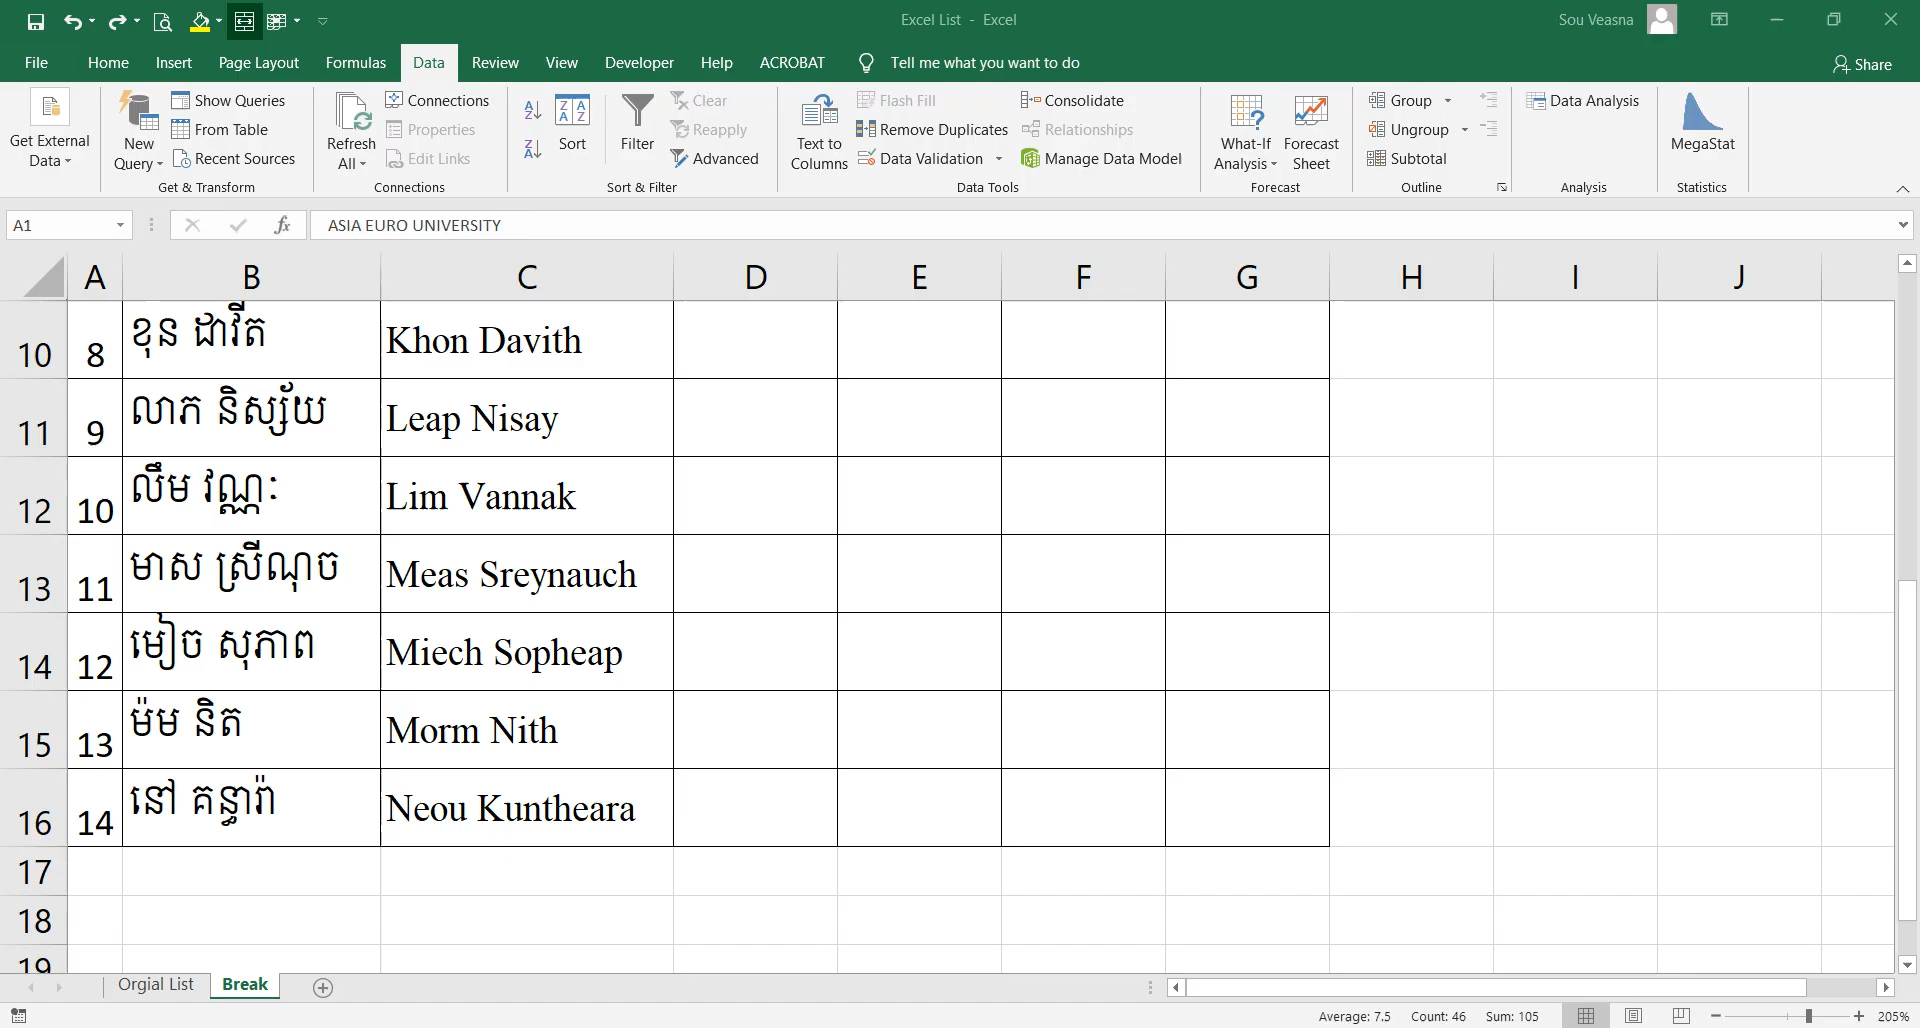 Excel List - Excel
Sou Veasna
File Home Insert Page Layout Formulas Data Review View Developer Help ACROBAT Tell me what you want to do Share
Get External Data
New Query
Show Queries
From Table
Recent Sources
Get & Transform
Refresh All
Connections
Properties
Edit Links
Connections
Sort
Filter
Clear
Reapply
Advanced
Sort & Filter
Text to Columns
Flash Fill
Remove Duplicates
Data Validation
Consolidate
Relationships
Manage Data Model
Data Tools
What-If Analysis
Forecast Sheet
Forecast
Group
Ungroup
Subtotal
Outline
Data Analysis
Analysis
MegaStat
Statistics
A1 fx ASIA EURO UNIVERSITY
A B C D E F G H I J
10 8 ខុន ដាវីត Khon Davith
11 9 លាភ និស្ស័យ Leap Nisay
12 10 លឹម វណ្ណៈ Lim Vannak
13 11 មាស ស្រីណុច Meas Sreynauch
14 12 មៀច សុភាព Miech Sopheap
15 13 ម៉ម និត Morm Nith
16 14 នៅ គន្ធារ៉ា Neou Kuntheara
17
18
19
Orgial List Break
Average: 7.5 Count: 46 Sum: 105 205%